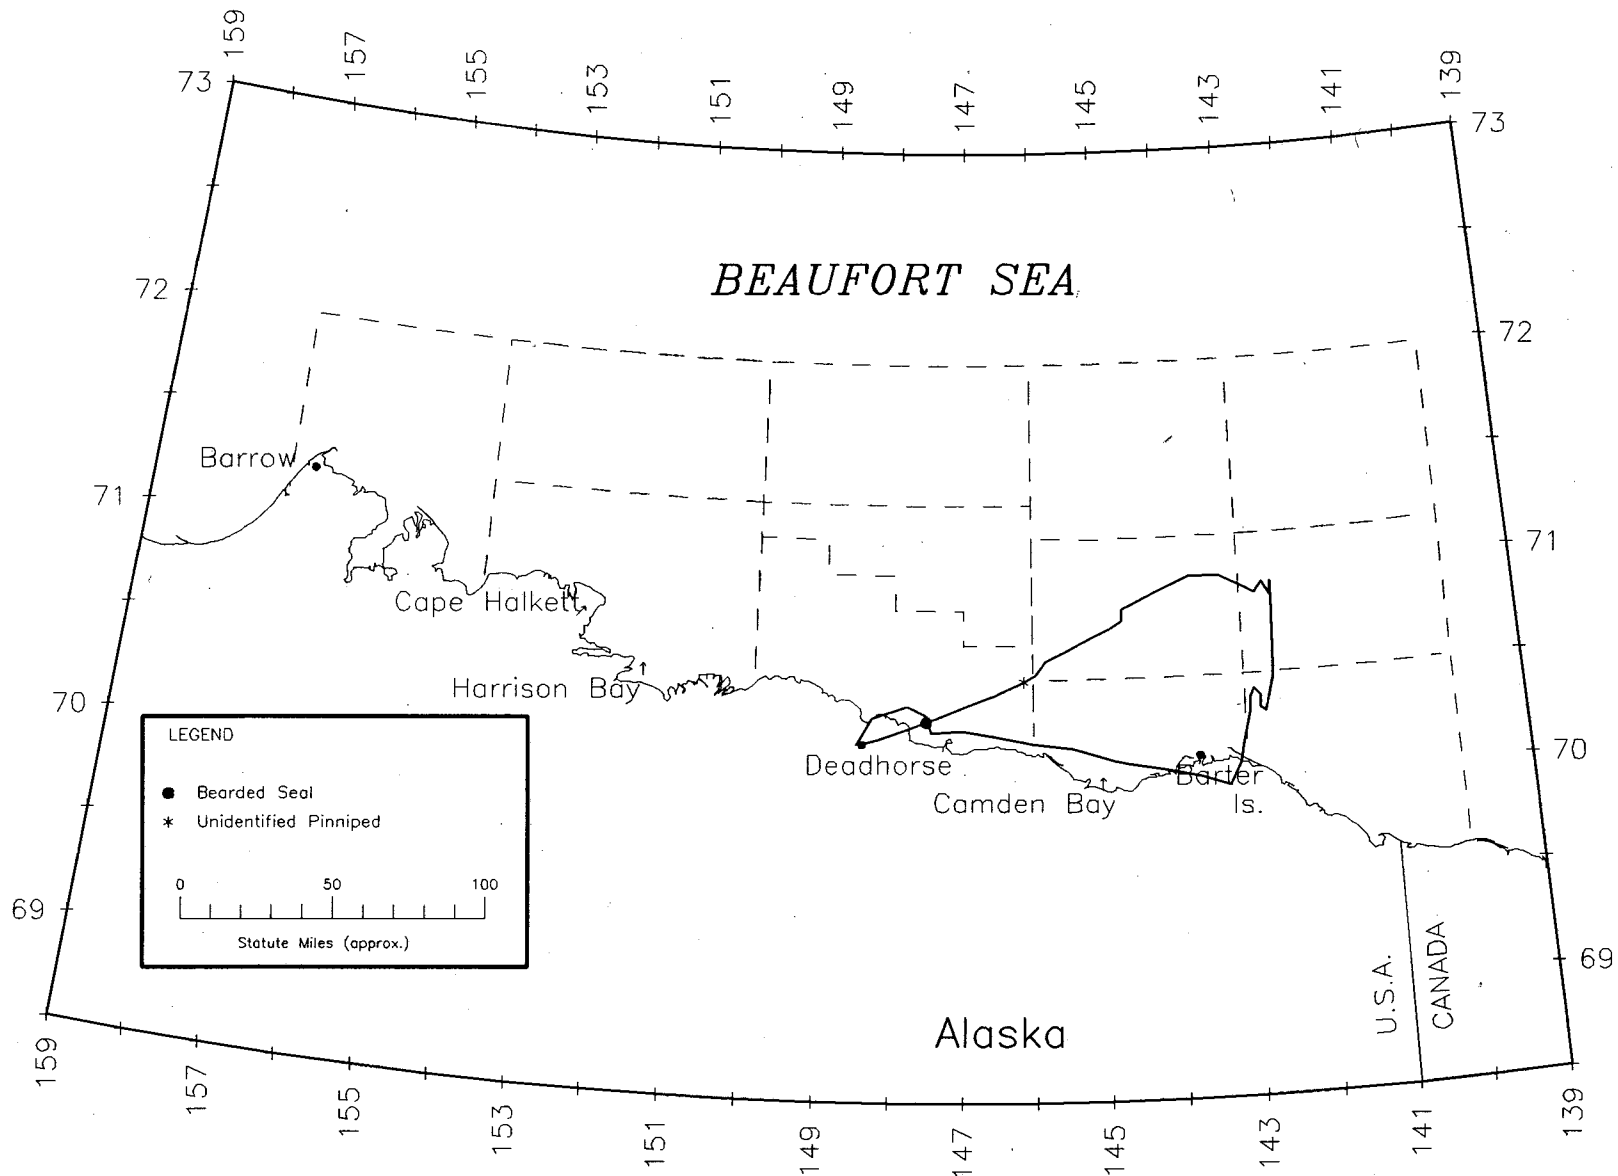 159
157
155
153
151
149
147
145
143
141
139
73
73
BEAUFORT SEA
72
72
Barrow
71
71
Cape Halkett
Harrison Bay
70
70
Deadhorse
Barter
Is.
Camden Bay
LEGEND
Bearded Seal
Unidentified Pinniped
0 50 100
Statute Miles (approx.)
69
69
U.S.A.
CANADA
Alaska
159
157
155
153
151
149
147
145
143
141
139